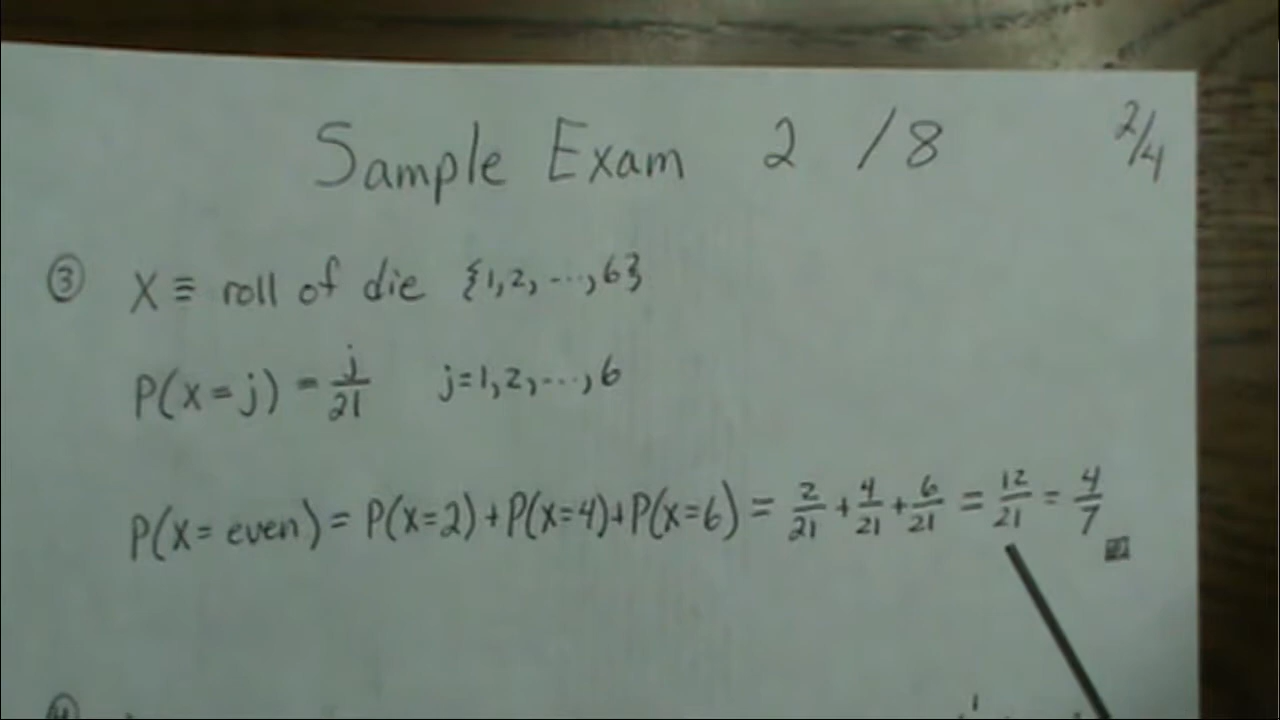 Sample Exam 2 / 8 2/4
③ X ≡ roll of die {1,2, ..., 6}
P(x=j) = j/21 j=1,2,...,6
P(x=even) = P(x=2)+P(x=4)+P(x=6) = 2/21 + 4/21 + 6/21 = 12/21 = 4/7